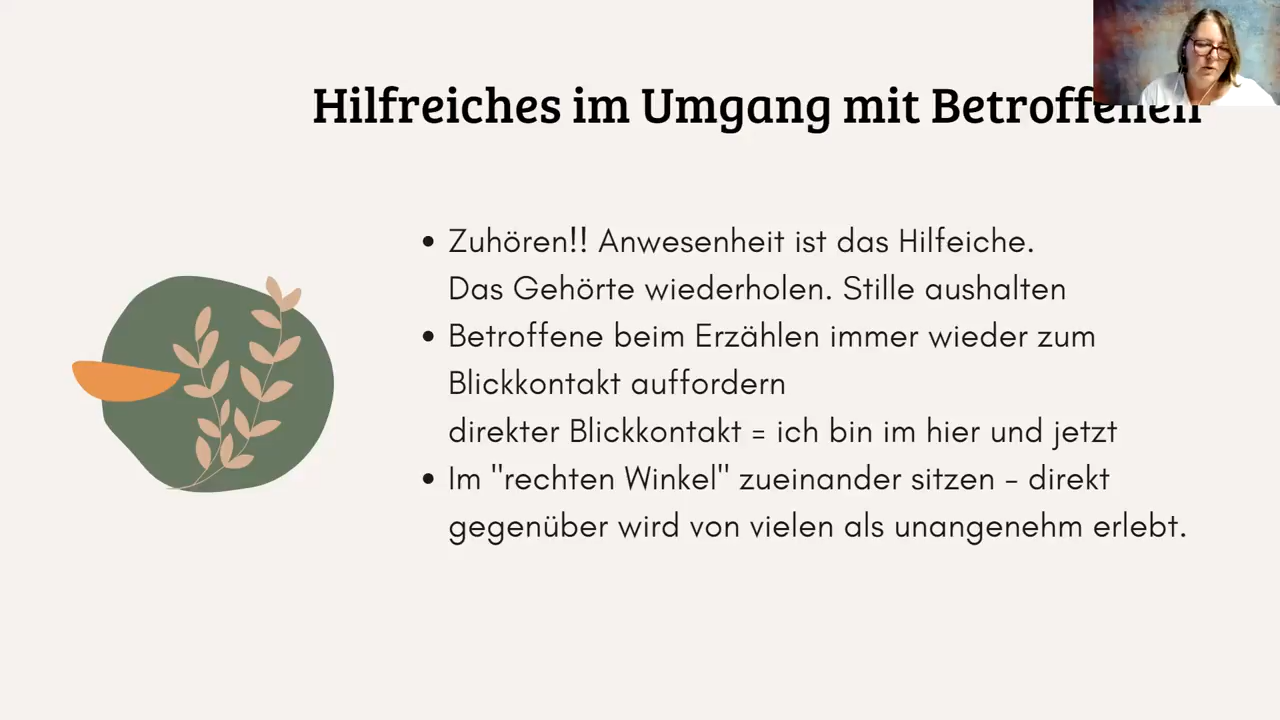 Hilfreiches im Umgang mit Betroffenen
Zuhören!! Anwesenheit ist das Hilfeiche.
Das Gehörte wiederholen. Stille aushalten
Betroffene beim Erzählen immer wieder zum
Blickkontakt auffordern
direkter Blickkontakt = ich bin im hier und jetzt
Im "rechten Winkel" zueinander sitzen - direkt
gegenüber wird von vielen als unangenehm erlebt.